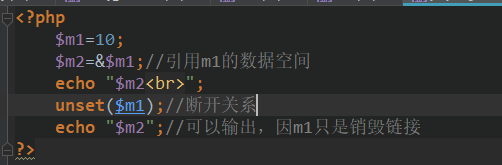 <?php
$m1=10;
$m2=&$m1;//引用m1的数据空间
echo "$m2<br>";
unset($m1);//断开关系
echo "$m2";//可以输出，因m1只是销毁链接
?>